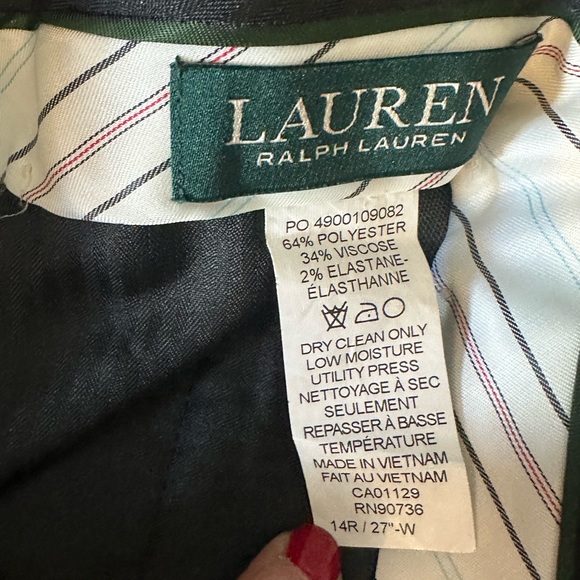 LAUREN
RALPH LAUREN
PO 4900109082
64% POLYESTER
34% VISCOSE
2% ELASTANE-
ÉLASTHANNE
DRY CLEAN ONLY
LOW MOISTURE
UTILITY PRESS
NETTOYAGE À SEC
SEULEMENT
REPASSER À BASSE
TEMPÉRATURE
MADE IN VIETNAM
FAIT AU VIETNAM
CA01129
RN90736
14R / 27"-W